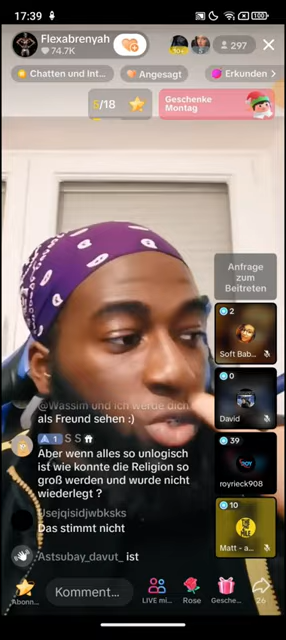 17:39
100
Flexabrenyah
74.7K
297
Chatten und Int...
Angesagt
Erkunden >
5/18
Geschenke
Montag
Anfrage
zum
Beitreten
2
Soft Bab...
0
David
39
royrieck908
10
Matt - a...
@Wassim und ich werde dich
als Freund sehen :)
1 S S
Aber wenn alles so unlogisch
ist wie konnte die Religion so
groß werden und wurde nicht
wiederlegt ?
Usejqisidjwbksks
Das stimmt nicht
Astsubay_davut_ ist
Abonn...
Kommentar...
LIVE mi...
Rose
Gesche...
26